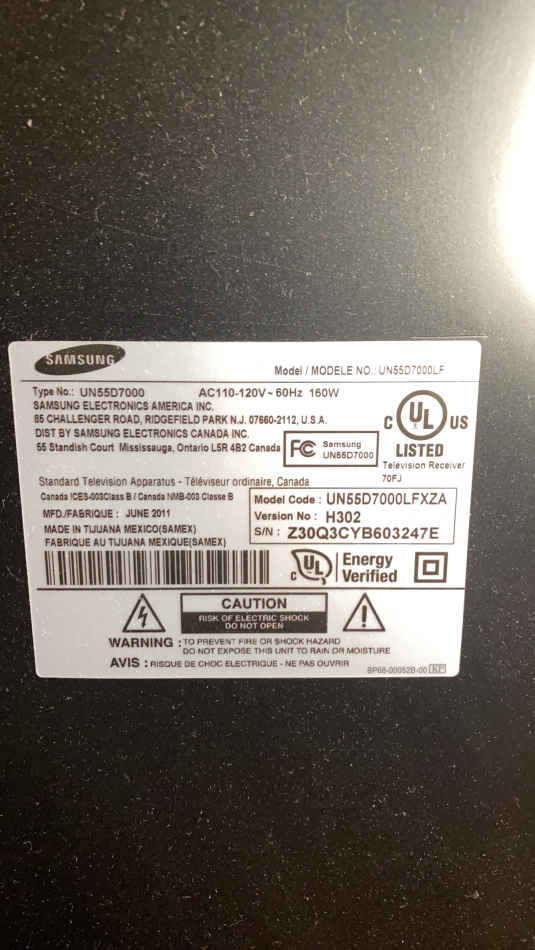 SAMSUNG
Model / MODELE NO.: UN55D7000LF
Type No.: UN55D7000 AC110-120V~60Hz 160W
SAMSUNG ELECTRONICS AMERICA INC.
85 CHALLENGER ROAD, RIDGEFIELD PARK N.J. 07660-2112, U.S.A.
DIST BY SAMSUNG ELECTRONICS CANADA INC.
55 Standish Court Mississauga, Ontario L5R 4B2 Canada
FC Samsung
UN55D7000
C UL US
LISTED
Television Receiver
70FJ
Standard Television Apparatus - Téléviseur ordinaire, Canada
Canada ICES-003Class B / Canada NMB-003 Classe B
MFD./FABRIQUE : JUNE 2011
MADE IN TIJUANA MEXICO(SAMEX)
FABRIQUE AU TIJUANA MEXIQUE(SAMEX)
Model Code : UN55D7000LFXZA
Version No : H302
S/N : Z30Q3CYB603247E
C UL Energy
Verified
CAUTION
RISK OF ELECTRIC SHOCK
DO NOT OPEN
WARNING : TO PREVENT FIRE OR SHOCK HAZARD
DO NOT EXPOSE THIS UNIT TO RAIN OR MOISTURE
AVIS : RISQUE DE CHOC ELECTRIQUE - NE PAS OUVRIR
BP68-00052B-00 KP